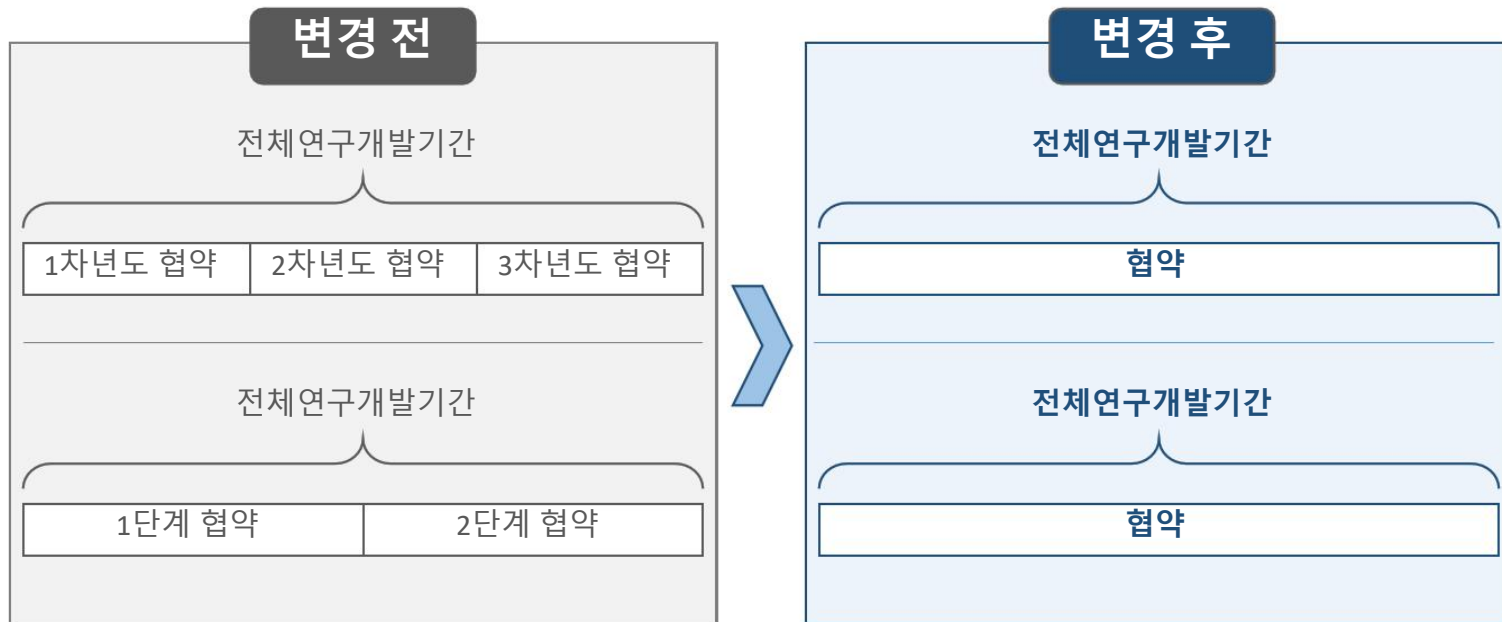 변경 전
전체연구개발기간
1차년도 협약
2차년도 협약
3차년도 협약
전체연구개발기간
1단계 협약
2단계 협약
변경 후
전체연구개발기간
협약
전체연구개발기간
협약